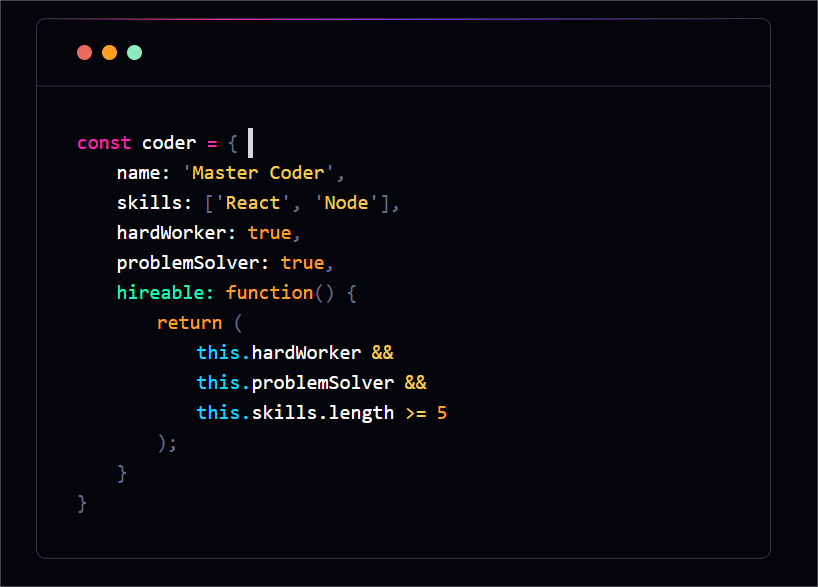 const coder = {
    name: 'Master Coder',
    skills: ['React', 'Node'],
    hardWorker: true,
    problemSolver: true,
    hireable: function() {
        return (
            this.hardWorker &&
            this.problemSolver &&
            this.skills.length >= 5
        );
    }
}